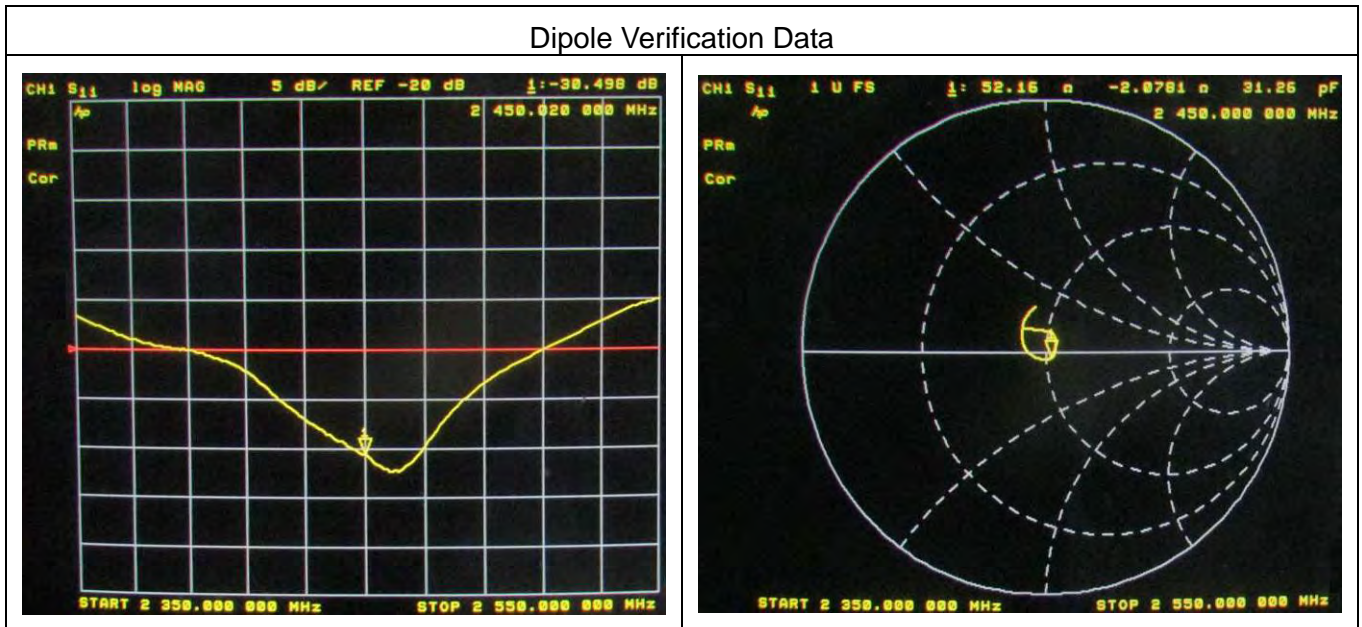 Dipole Verification Data
CH1 S11 log MAG 5 dB/ REF -20 dB 1:-30.498 dB
hp 2 450.020 000 MHz
PRm
Cor
1
START 2 350.000 000 MHz STOP 2 550.000 000 MHz
CH1 S11 1 U FS 1: 52.16 Ω -2.0781 Ω 31.26 pF
hp 2 450.000 000 MHz
PRm
Cor
START 2 350.000 000 MHz STOP 2 550.000 000 MHz